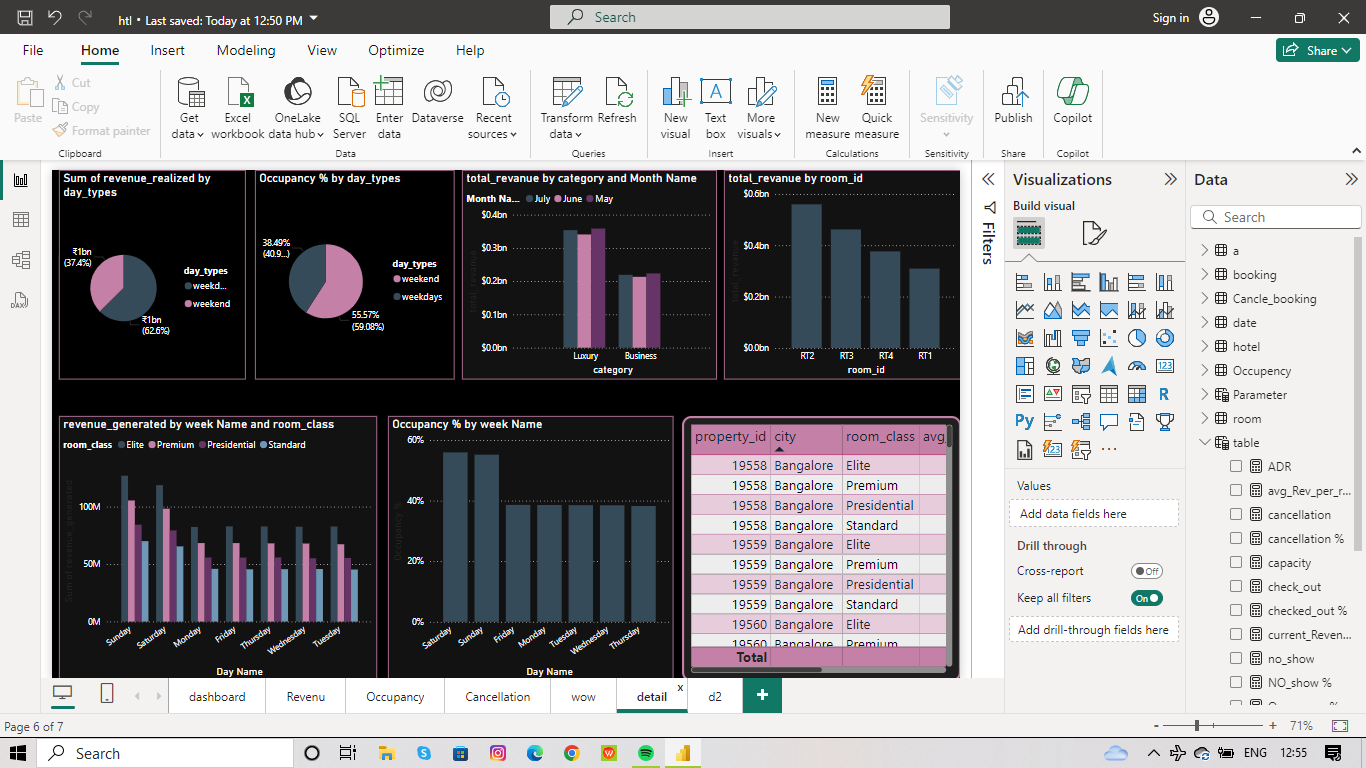 htl • Last saved: Today at 12:50 PM
Search
Sign in
File Home Insert Modeling View Optimize Help
Share
Paste
Cut
Copy
Format painter
Clipboard
Get data
Excel workbook
OneLake data hub
SQL Server
Enter data
Dataverse
Recent sources
Data
Transform data
Refresh
Queries
New visual
Text box
More visuals
Insert
New measure
Quick measure
Calculations
Sensitivity
Sensitivity
Publish
Share
Copilot
Copilot
Sum of revenue_realized by
day_types
₹1bn
(37.4%)
₹1bn
(62.6%)
day_types
weekd...
weekend
Occupancy % by day_types
38.49%
(40.9...)
55.57%
(59.08%)
day_types
weekend
weekdays
total_revanue by category and Month Name
Month Na... July June May
$0.4bn
$0.3bn
$0.2bn
$0.1bn
$0.0bn
total_revanue
Luxury Business
category
total_revanue by room_id
$0.6bn
$0.4bn
$0.2bn
$0.0bn
total_revanue
RT2 RT3 RT4 RT1
room_id
revenue_generated by week Name and room_class
room_class Elite Premium Presidential Standard
100M
50M
0M
Sum of revenue_generated
Sunday Saturday Monday Friday Thursday Wednesday Tuesday
Day Name
Occupancy % by week Name
60%
40%
20%
0%
Occupancy %
Saturday Sunday Friday Monday Tuesday Wednesday Thursday
Day Name
property_id city room_class avg
19558 Bangalore Elite
19558 Bangalore Premium
19558 Bangalore Presidential
19558 Bangalore Standard
19559 Bangalore Elite
19559 Bangalore Premium
19559 Bangalore Presidential
19559 Bangalore Standard
19560 Bangalore Elite
19560 Bangalore Premium
Total
Filters
Visualizations
Build visual
123
R
Py
123
...
Values
Add data fields here
Drill through
Cross-report Off
Keep all filters On
Add drill-through fields here
Data
Search
a
booking
Cancle_booking
date
hotel
Occupency
Parameter
room
table
ADR
avg_Rev_per_r...
cancellation
cancellation %
capacity
check_out
checked_out %
current_Reven...
no_show
NO_show %
dashboard Revenu Occupancy Cancellation wow detail x d2 +
Page 6 of 7
- + 71%
Search
ENG 12:55